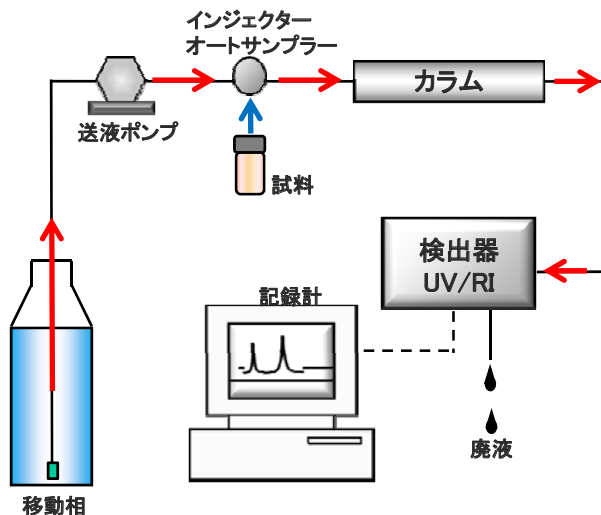 インジェクター
オートサンプラー
カラム
送液ポンプ
試料
検出器
UV/RI
記録計
廃液
移動相